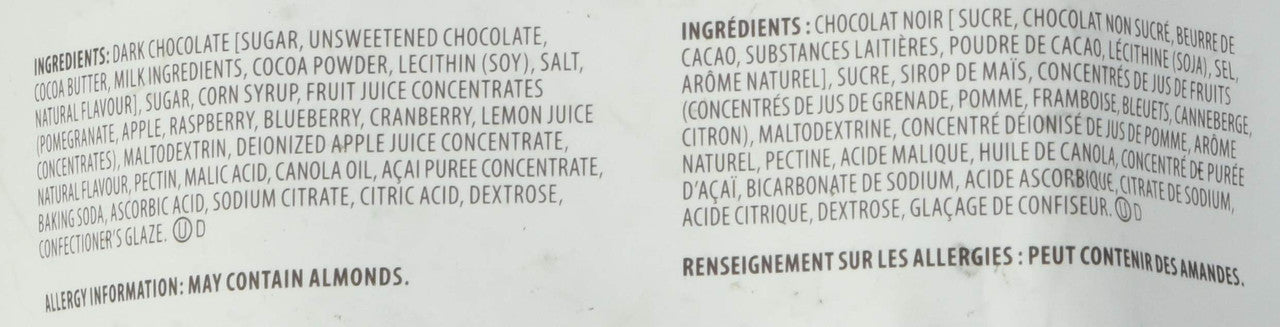 INGREDIENTS: DARK CHOCOLATE [SUGAR, UNSWEETENED CHOCOLATE,
COCOA BUTTER, MILK INGREDIENTS, COCOA POWDER, LECITHIN (SOY), SALT,
NATURAL FLAVOUR], SUGAR, CORN SYRUP, FRUIT JUICE CONCENTRATES
(POMEGRANATE, APPLE, RASPBERRY, BLUEBERRY, CRANBERRY, LEMON JUICE
CONCENTRATES), MALTODEXTRIN, DEIONIZED APPLE JUICE CONCENTRATE,
NATURAL FLAVOUR, PECTIN, MALIC ACID, CANOLA OIL, AÇAI PUREE CONCENTRATE,
BAKING SODA, ASCORBIC ACID, SODIUM CITRATE, CITRIC ACID, DEXTROSE,
CONFECTIONER'S GLAZE. Ⓤ D
ALLERGY INFORMATION: MAY CONTAIN ALMONDS.
INGRÉDIENTS : CHOCOLAT NOIR [ SUCRE, CHOCOLAT NON SUCRÉ, BEURRE DE
CACAO, SUBSTANCES LAITIÈRES, POUDRE DE CACAO, LÉCITHINE (SOJA), SEL,
ARÔME NATUREL], SUCRE, SIROP DE MAÏS, CONCENTRÉS DE JUS DE FRUITS
(CONCENTRÉS DE JUS DE GRENADE, POMME, FRAMBOISE, BLEUETS, CANNEBERGE,
CITRON), MALTODEXTRINE, CONCENTRÉ DÉIONISÉ DE JUS DE POMME, ARÔME
NATUREL, PECTINE, ACIDE MALIQUE, HUILE DE CANOLA, CONCENTRÉ DE PURÉE
D'AÇAÏ, BICARBONATE DE SODIUM, ACIDE ASCORBIQUE, CITRATE DE SODIUM,
ACIDE CITRIQUE, DEXTROSE, GLAÇAGE DE CONFISEUR. Ⓤ D
RENSEIGNEMENT SUR LES ALLERGIES : PEUT CONTENIR DES AMANDES.